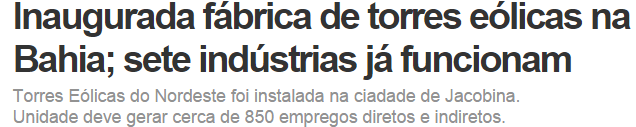 Inaugurada fábrica de torres eólicas na
Bahia; sete indústrias já funcionam
Torres Eólicas do Nordeste foi instalada na ciadade de Jacobina.
Unidade deve gerar cerca de 850 empregos diretos e indiretos.